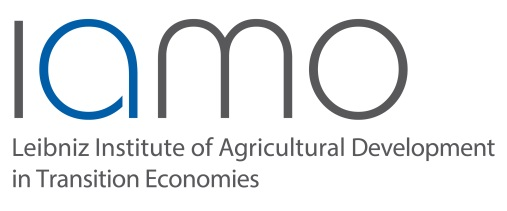 Iamo
Leibniz Institute of Agricultural Development
in Transition Economies